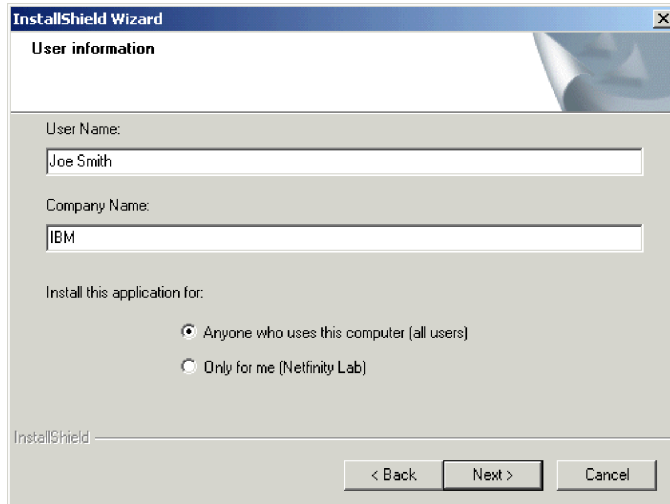 InstallShield Wizard
User information
User Name:
Joe Smith
Company Name:
IBM
Install this application for:
Anyone who uses this computer (all users)
Only for me (Netfinity Lab)
InstallShield
< Back Next > Cancel